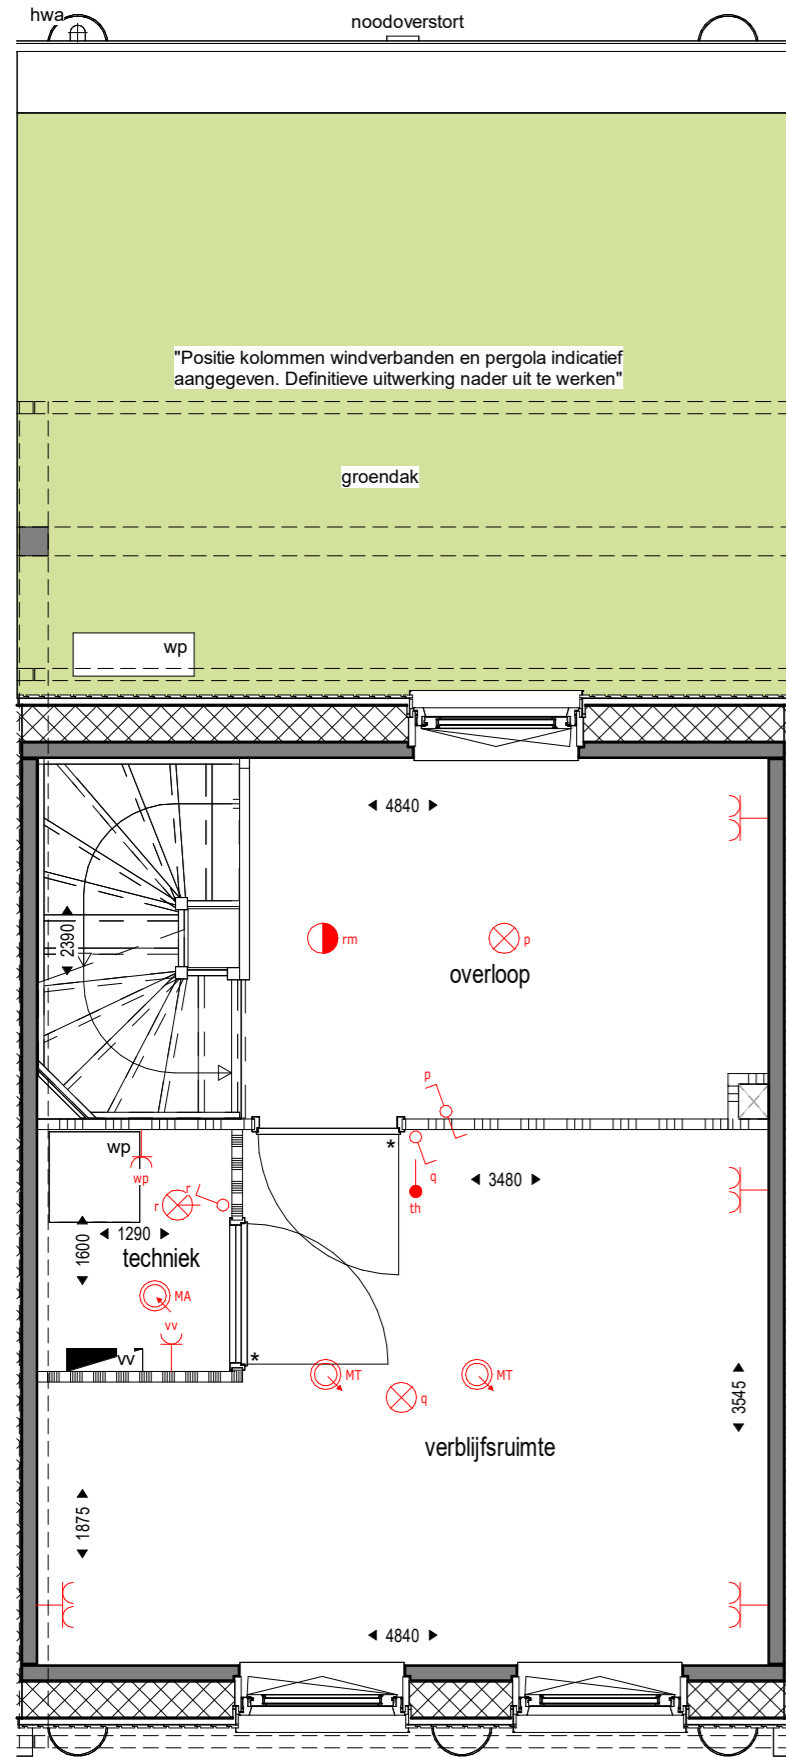 hwa
noodoverstort
"Positie kolommen windverbanden en pergola indicatief
aangegeven. Definitieve uitwerking nader uit te werken"
groendak
wp
4840
2390
rm
p
overloop
p
*
q
th
3480
wp
wp
r
r
1290
1600
techniek
MA
vv
vv
*
MT
MT
q
3545
verblijfsruimte
1875
4840